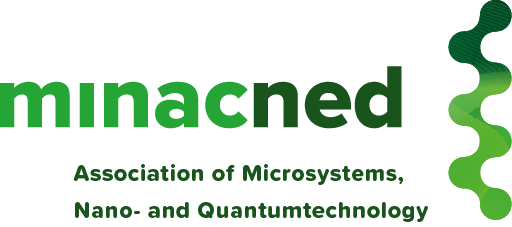 minacned
Association of Microsystems,
Nano- and Quantumtechnology